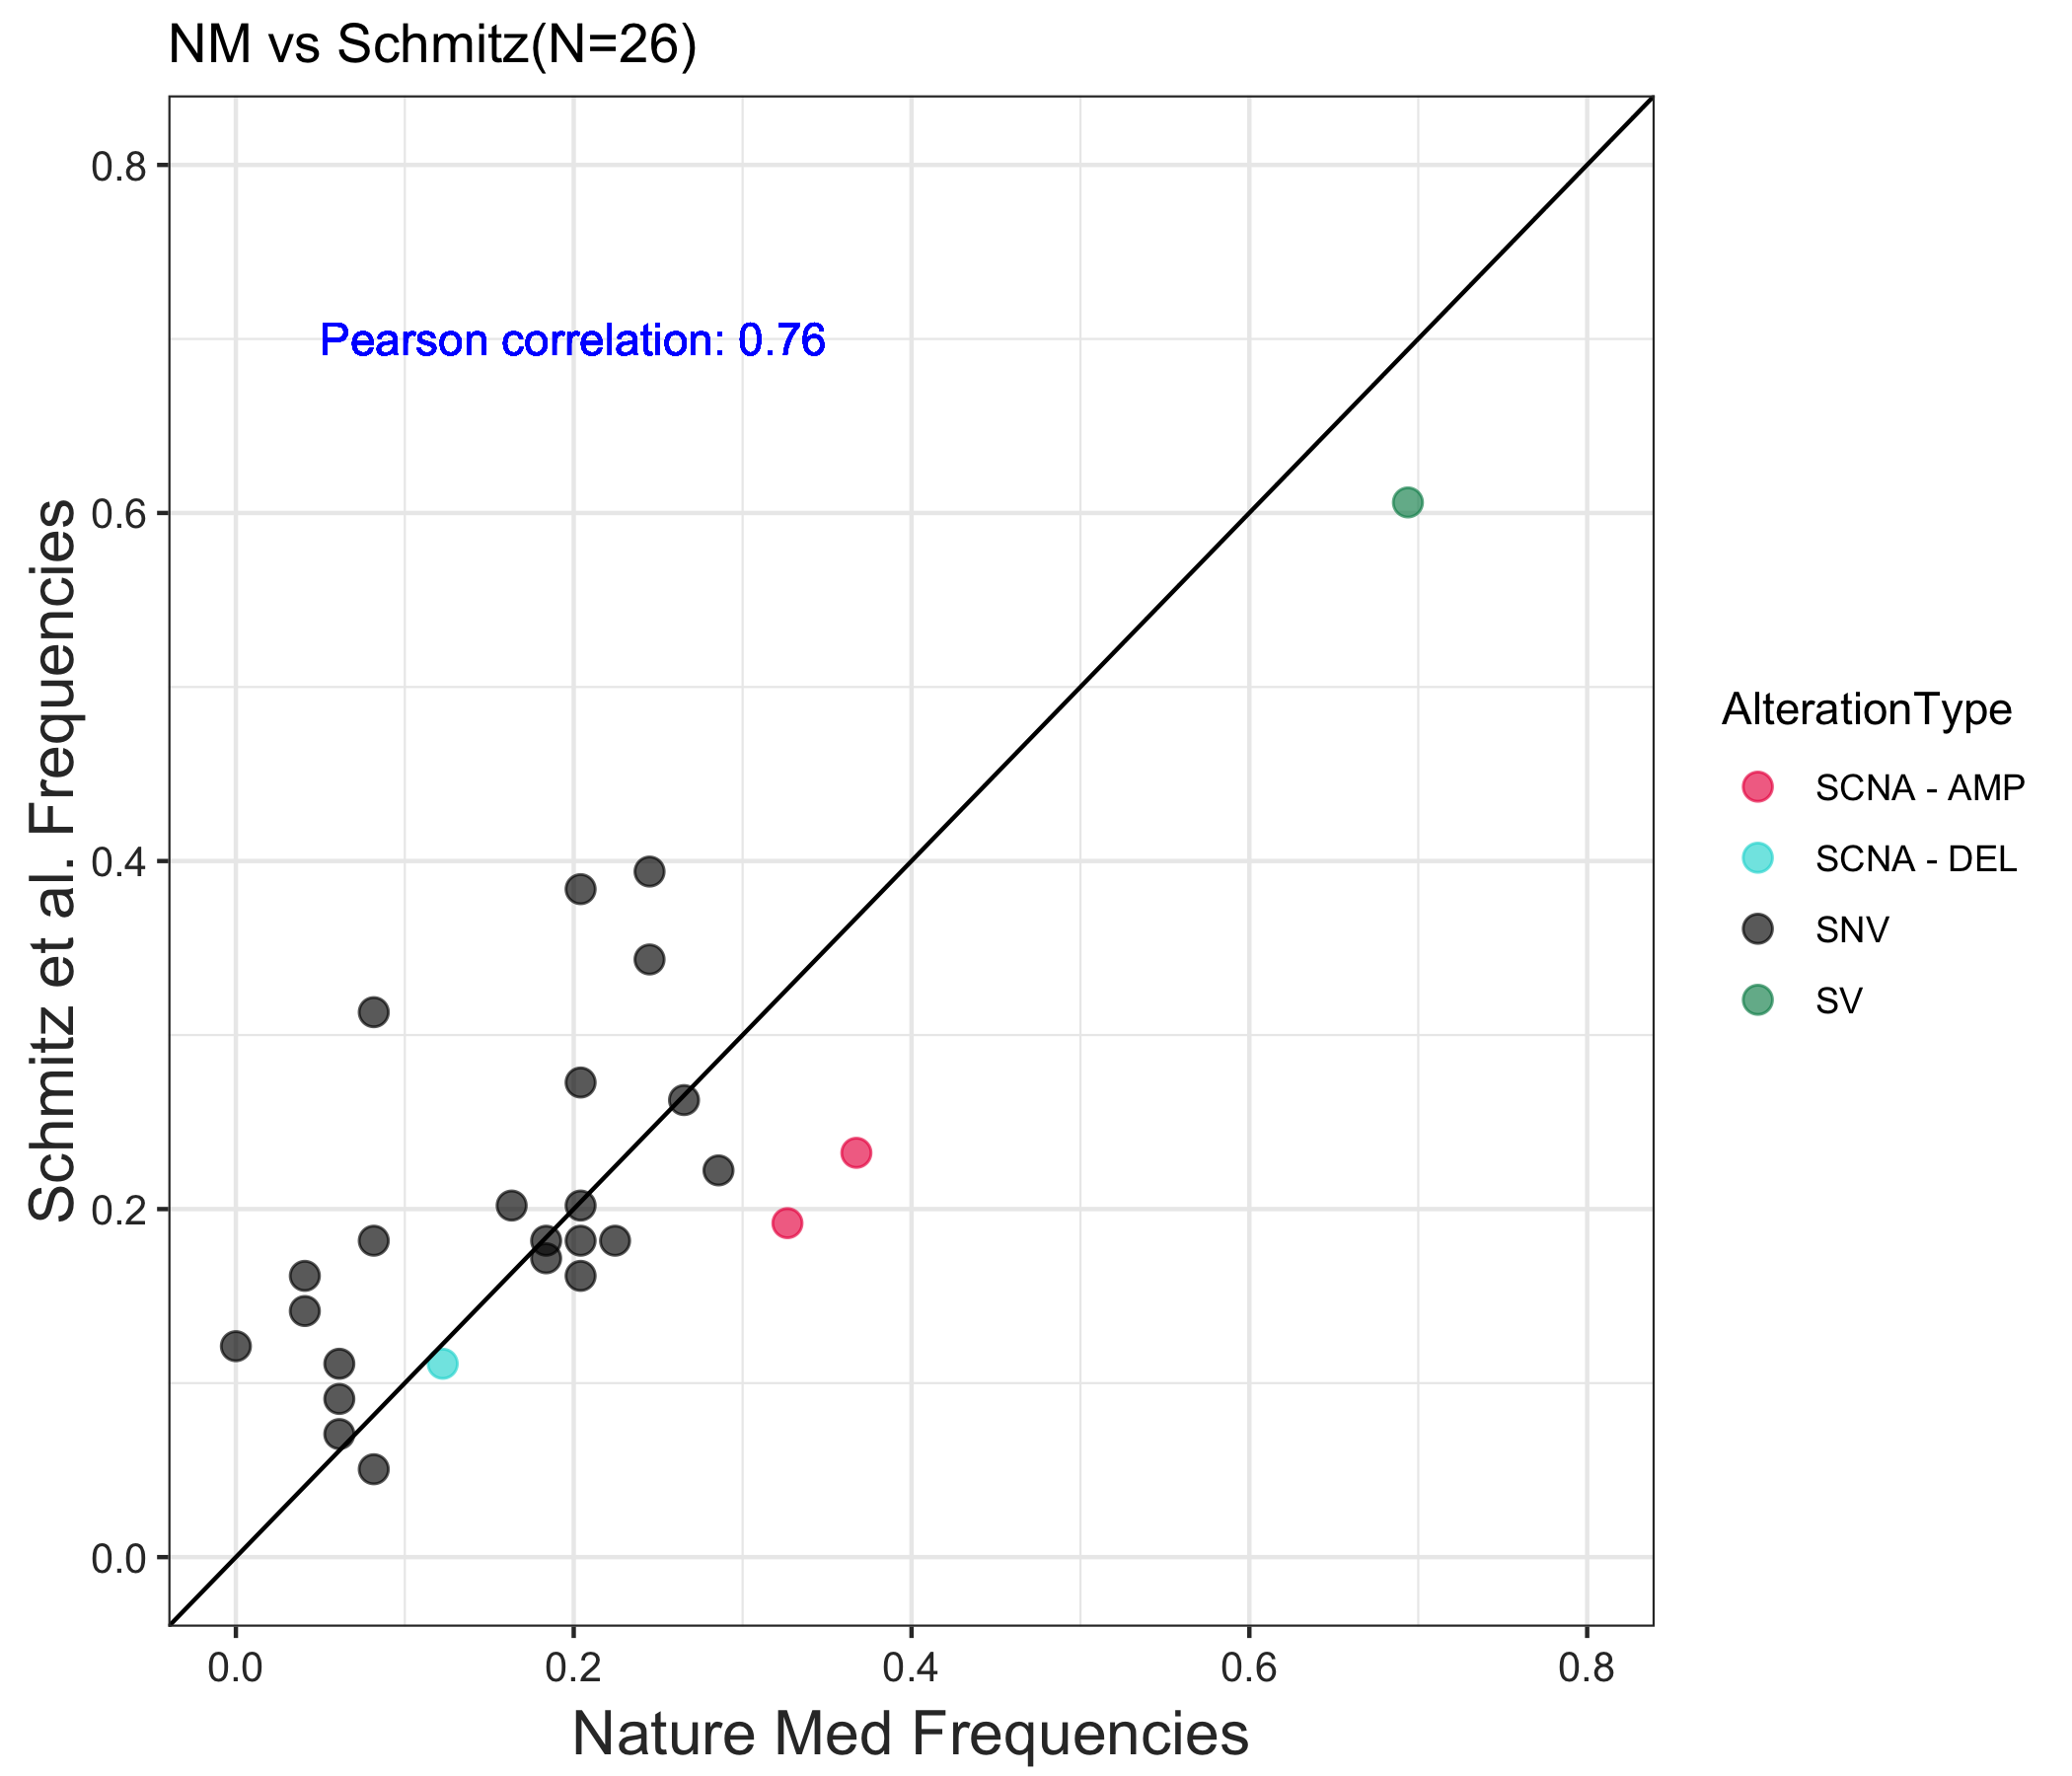 NM vs Schmitz(N=26)
Pearson correlation: 0.76
Schmitz et al. Frequencies
0.8
0.6
0.4
0.2
0.0
0.0 0.2 0.4 0.6 0.8
Nature Med Frequencies
AlterationType
SCNA - AMP
SCNA - DEL
SNV
SV